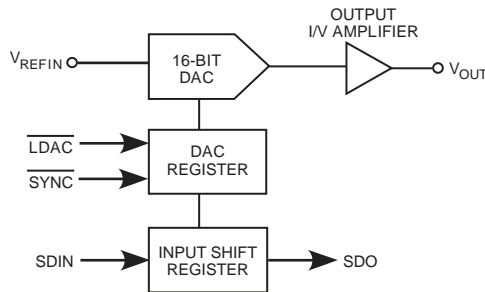 OUTPUT
I/V AMPLIFIER
VREFIN
16-BIT
DAC
VOUT
LDAC
SYNC
DAC
REGISTER
SDIN
INPUT SHIFT
REGISTER
SDO